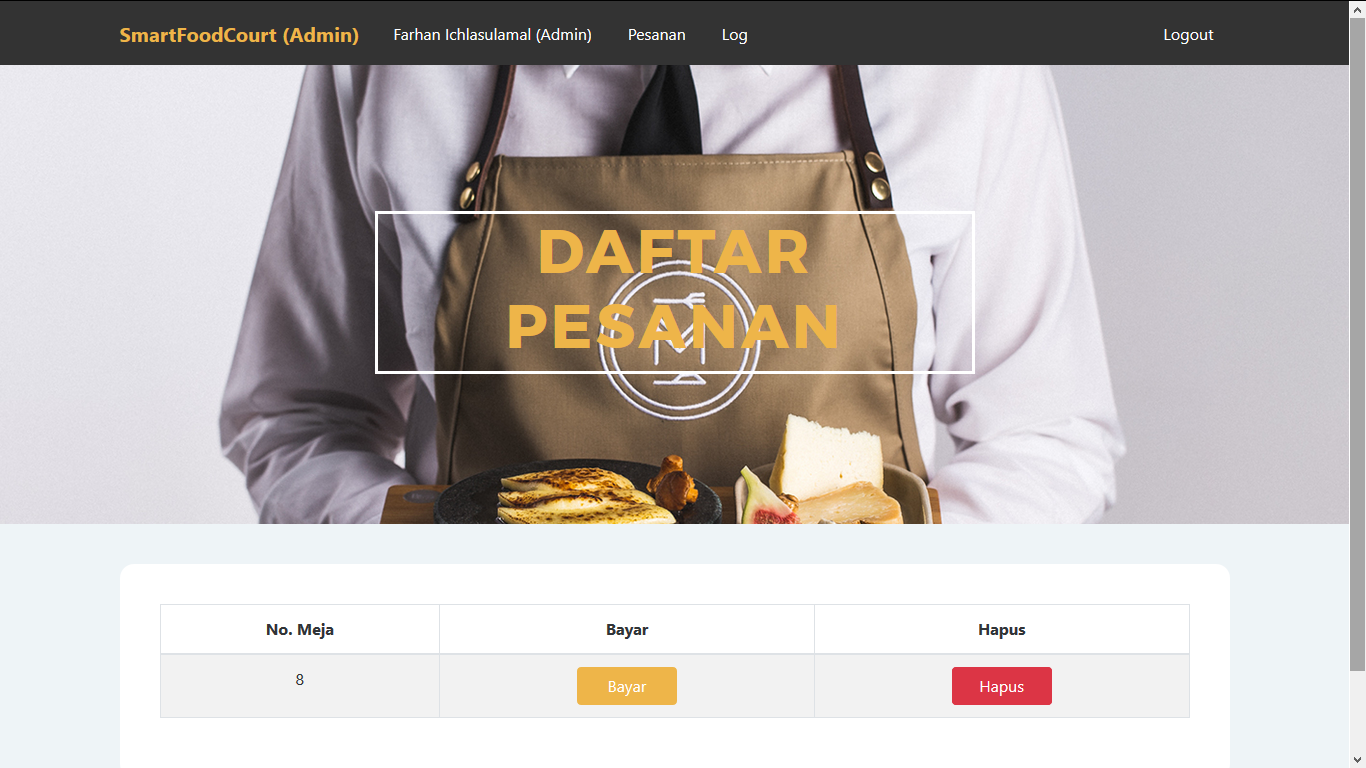 SmartFoodCourt (Admin) Farhan Ichlasulamal (Admin) Pesanan Log Logout
DAFTAR
PESANAN
No. Meja Bayar Hapus
8 Bayar Hapus